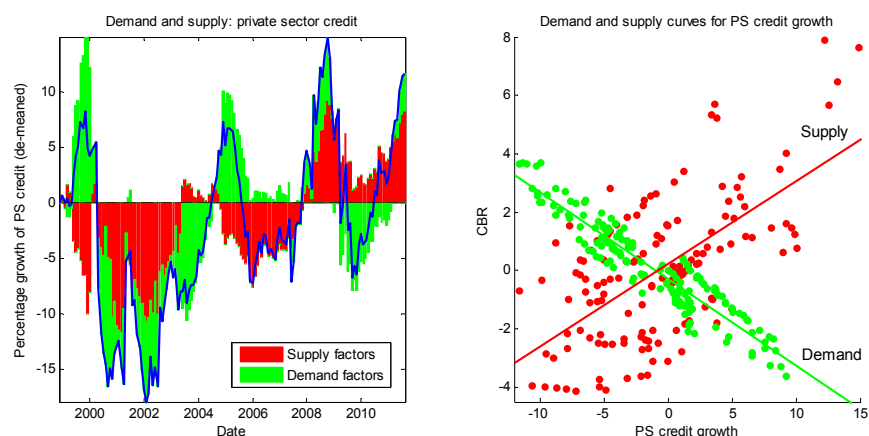 Demand and supply: private sector credit
Percentage growth of PS credit (de-meaned)
10
5
0
-5
-10
-15
Supply factors
Demand factors
2000 2002 2004 2006 2008 2010
Date
Demand and supply curves for PS credit growth
CBR
8
6
4
2
0
-2
-4
Supply
Demand
-10 -5 0 5 10 15
PS credit growth